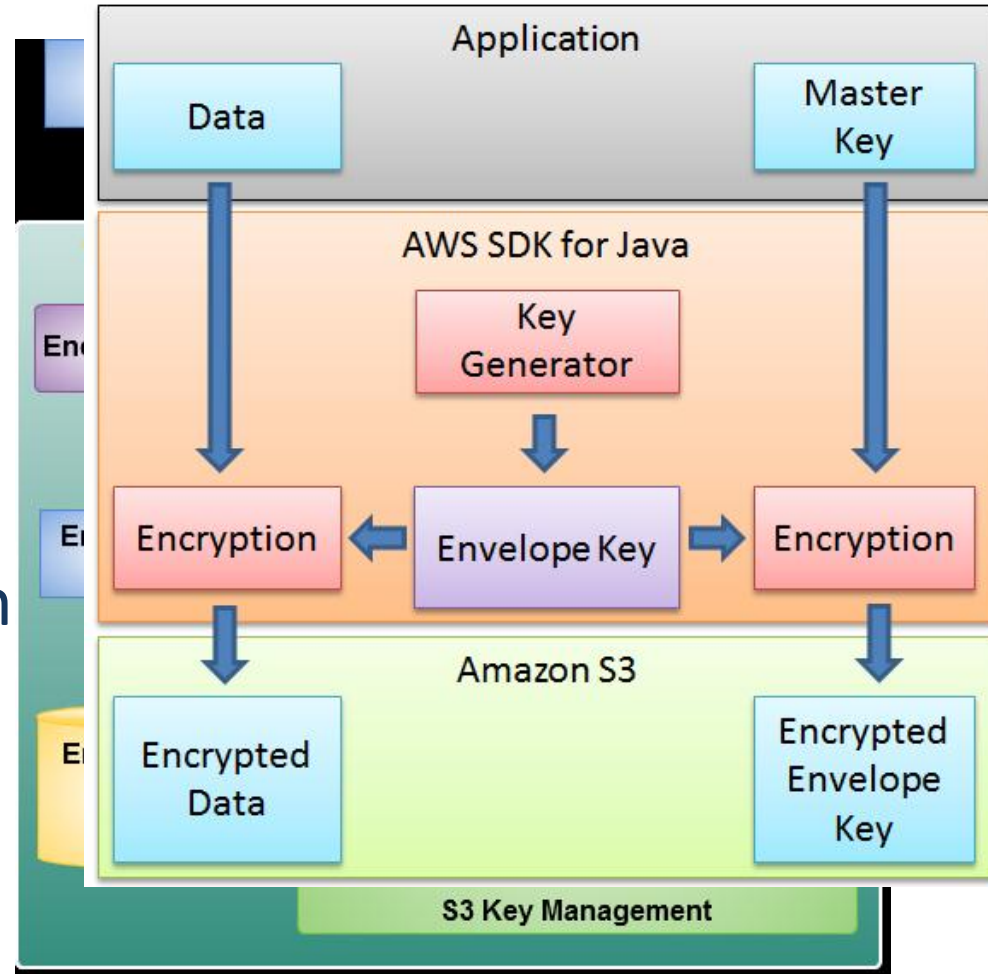 Application
Data
Master
Key
AWS SDK for Java
Key
Generator
Encryption
Envelope Key
Encryption
Amazon S3
Encrypted
Data
Encrypted
Envelope
Key
S3 Key Management